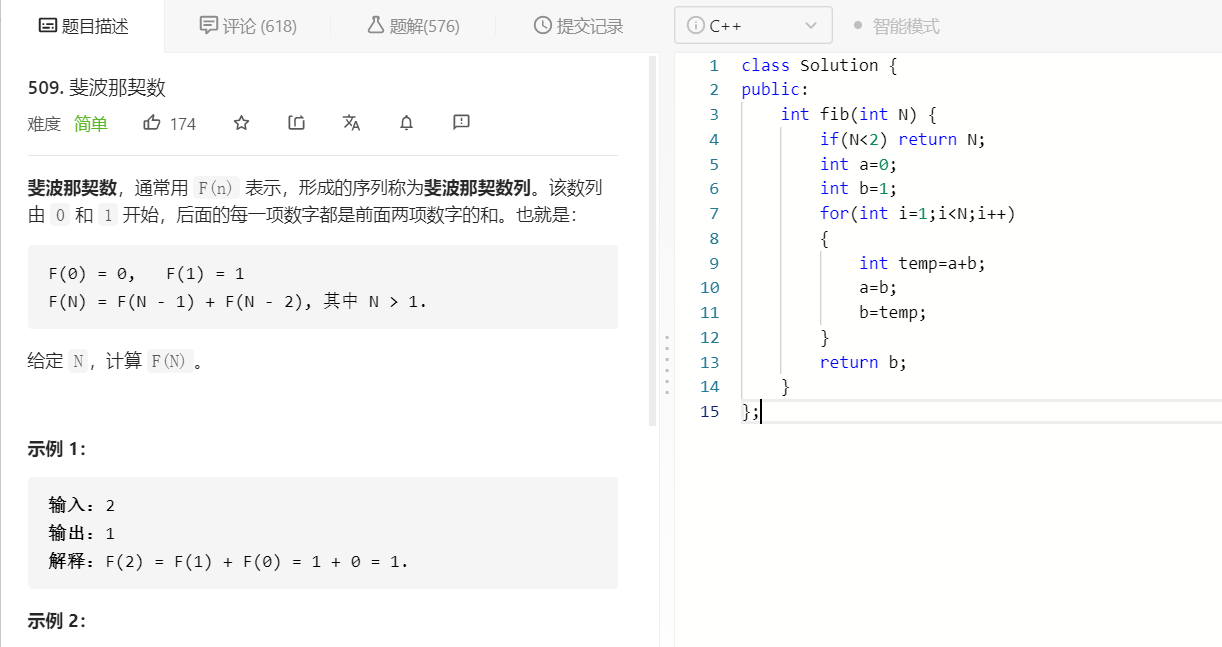 题目描述
评论 (618)
题解(576)
提交记录
C++
智能模式
509. 斐波那契数
难度 简单 174
斐波那契数，通常用 F(n) 表示，形成的序列称为斐波那契数列。该数列
由 0 和 1 开始，后面的每一项数字都是前面两项数字的和。也就是：
F(0) = 0,   F(1) = 1
F(N) = F(N - 1) + F(N - 2), 其中 N > 1.
给定 N，计算 F(N)。
示例 1：
输入：2
输出：1
解释：F(2) = F(1) + F(0) = 1 + 0 = 1.
示例 2：
1 class Solution {
2 public:
3     int fib(int N) {
4         if(N<2) return N;
5         int a=0;
6         int b=1;
7         for(int i=1;i<N;i++)
8         {
9             int temp=a+b;
10             a=b;
11             b=temp;
12         }
13         return b;
14     }
15 };